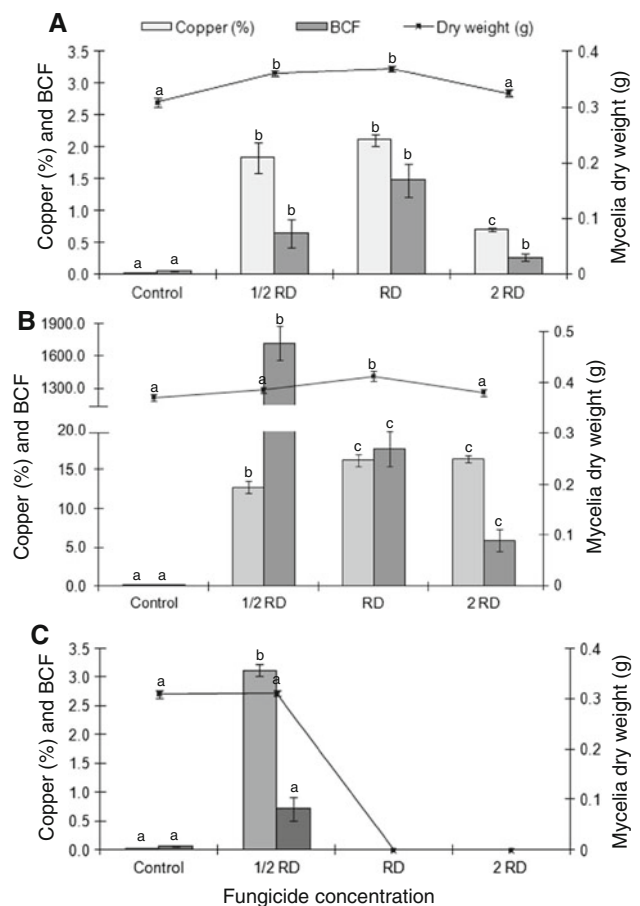 A
Copper (%) BCF Dry weight (g)
3.5 0.4
3.0
2.5 0.3
2.0 0.2
1.5
1.0 0.1
0.5
0.0 0
a b b a
a a b b b b c b
Control 1/2 RD RD 2 RD
Copper (%) and BCF
Mycelia dry weight (g)
B
1900.0
1700.0 0.5
1300.0 0.4
20.0 0.3
15.0
10.0 0.2
5.0 0.1
0.0 0
a a b a
a a b b c c c c
Control 1/2 RD RD 2 RD
Copper (%) and BCF
Mycelia dry weight (g)
C
3.5 0.4
3.0
2.5 0.3
2.0 0.2
1.5
1.0 0.1
0.5
0.0 0
a a
a a b a
Control 1/2 RD RD 2 RD
Copper (%) and BCF
Mycelia dry weight (g)
Fungicide concentration